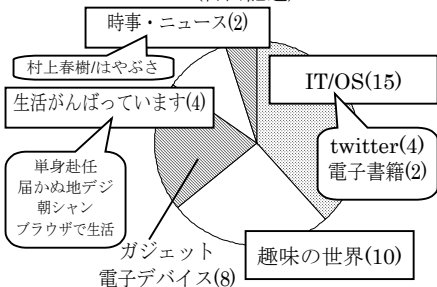 時事・ニュース(2)
村上春樹/はやぶさ
IT/OS(15)
生活がんばっています(4)
twitter(4)
電子書籍(2)
単身赴任
届かぬ地デジ
朝シャン
ブラウザで生活
ガジェット
電子デバイス(8)
趣味の世界(10)